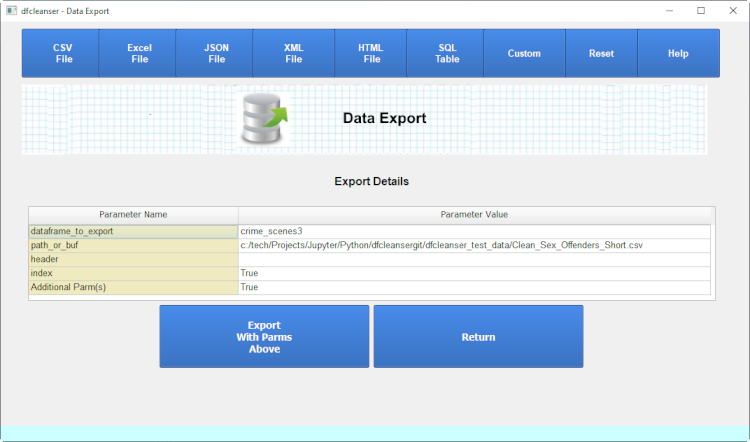 dfcleanser - Data Export
CSV File
Excel File
JSON File
XML File
HTML File
SQL Table
Custom
Reset
Help
Data Export
Export Details
Parameter Name Parameter Value
dataframe_to_export crime_scenes3
path_or_buf c:/tech/Projects/Jupyter/Python/dfcleansergit/dfcleanser_test_data/Clean_Sex_Offenders_Short.csv
header
index True
Additional Parm(s) True
Export
With Parms
Above
Return